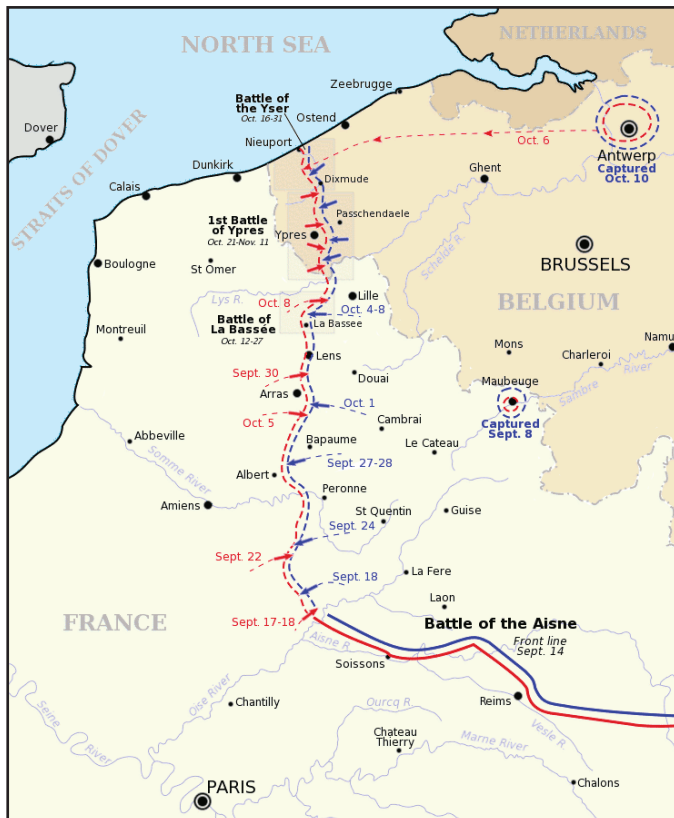 NORTH SEA
NETHERLANDS
Zeebrugge
Battle of
the Yser
Oct. 16-31
Ostend
Dover
Nieuport
Oct. 6
Antwerp
Captured
Oct. 10
STRAITS OF DOVER
Dunkirk
Dixmude
Ghent
Calais
Passchendaele
1st Battle
of Ypres
Oct. 21-Nov. 11
Ypres
Schelde R.
BRUSSELS
Boulogne
St Omer
Lys R.
Oct. 8
Lille
Oct. 4-8
BELGIUM
Battle of
La Bassée
Oct. 12-27
La Bassee
Montreuil
Lens
Mons
Namu
Charleroi
Sept. 30
Douai
Maubeuge
Sambre
River
Arras
Oct. 1
Oct. 5
Cambrai
Captured
Sept. 8
Abbeville
Bapaume
Le Cateau
Somme River
Sept. 27-28
Albert
Peronne
Amiens
St Quentin
Guise
Sept. 24
Sept. 22
La Fere
Sept. 18
Laon
FRANCE
Sept. 17-18
Battle of the Aisne
Front line
Sept. 14
Aisne R.
Soissons
Oise River
Reims
Chantilly
Ourcq R.
Vesle R.
Seine
River
Chateau
Thierry
Marne River
Chalons
PARIS